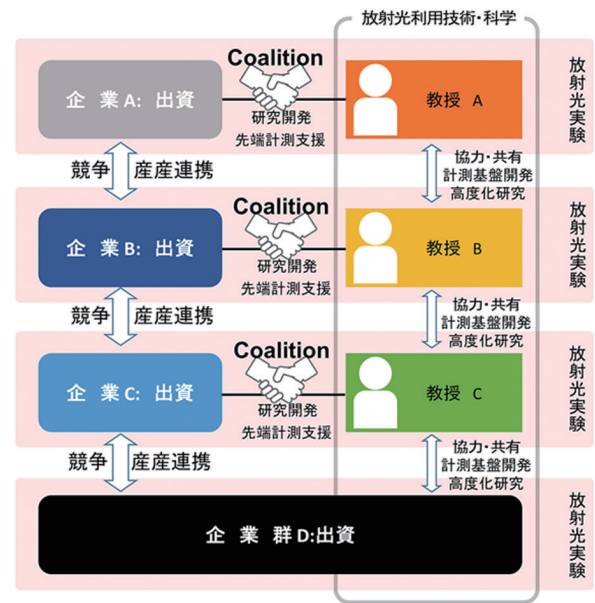 放射光利用技術・科学
Coalition
企 業 A: 出資
教授 A
研究開発
先端計測支援
放射光実験
競争 産産連携
協力・共有
計測基盤開発
高度化研究
Coalition
企 業 B: 出資
教授 B
研究開発
先端計測支援
放射光実験
競争 産産連携
協力・共有
計測基盤開発
高度化研究
Coalition
企 業 C: 出資
教授 C
研究開発
先端計測支援
放射光実験
競争 産産連携
協力・共有
計測基盤開発
高度化研究
企 業 群 D:出資
放射光実験